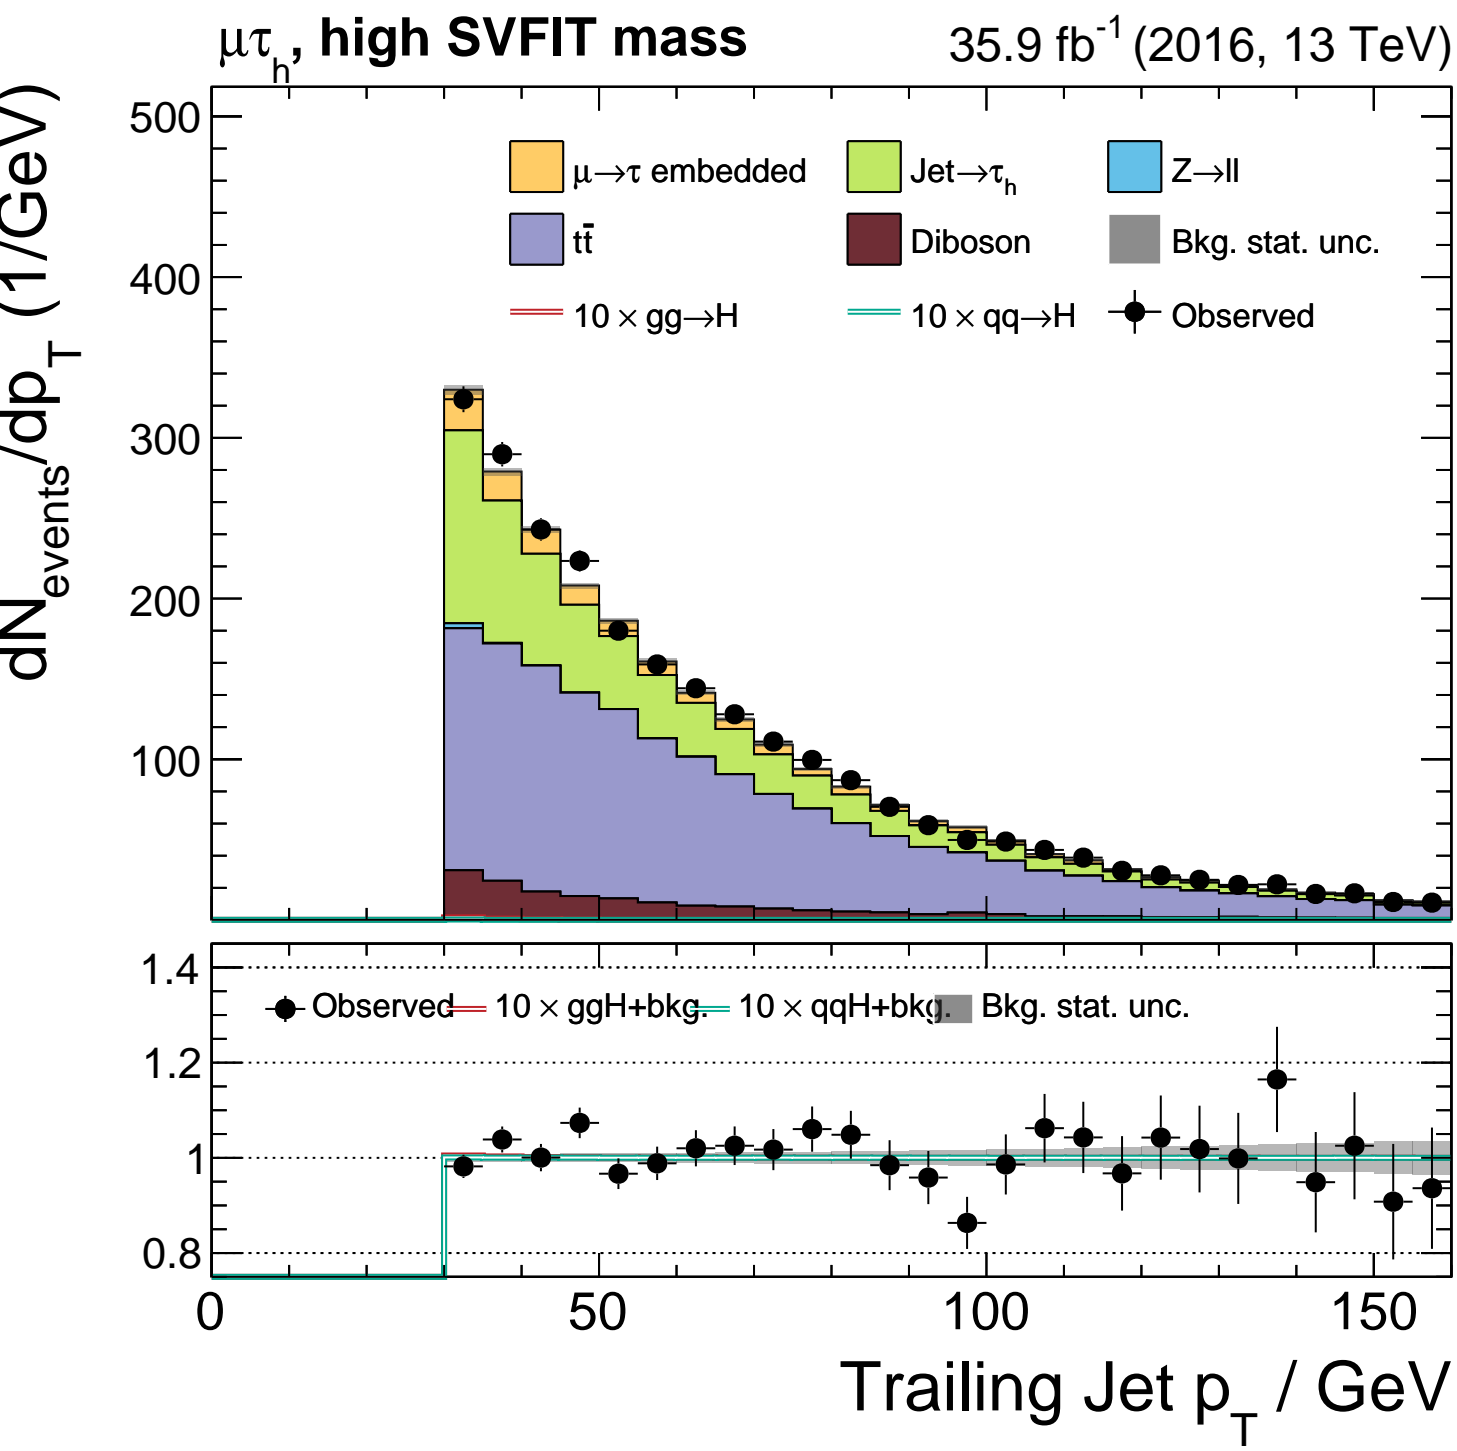 μτh, high SVFIT mass 35.9 fb-1 (2016, 13 TeV)
dNevents/dpT (1/GeV)
500
400
300
200
100
μ→τ embedded Jet→τh Z→ll
tt̄ Diboson Bkg. stat. unc.
10 × gg→H 10 × qq→H Observed
1.4
1.2
1
0.8
Observed 10 × ggH+bkg. 10 × qqH+bkg. Bkg. stat. unc.
0 50 100 150
Trailing Jet pT / GeV